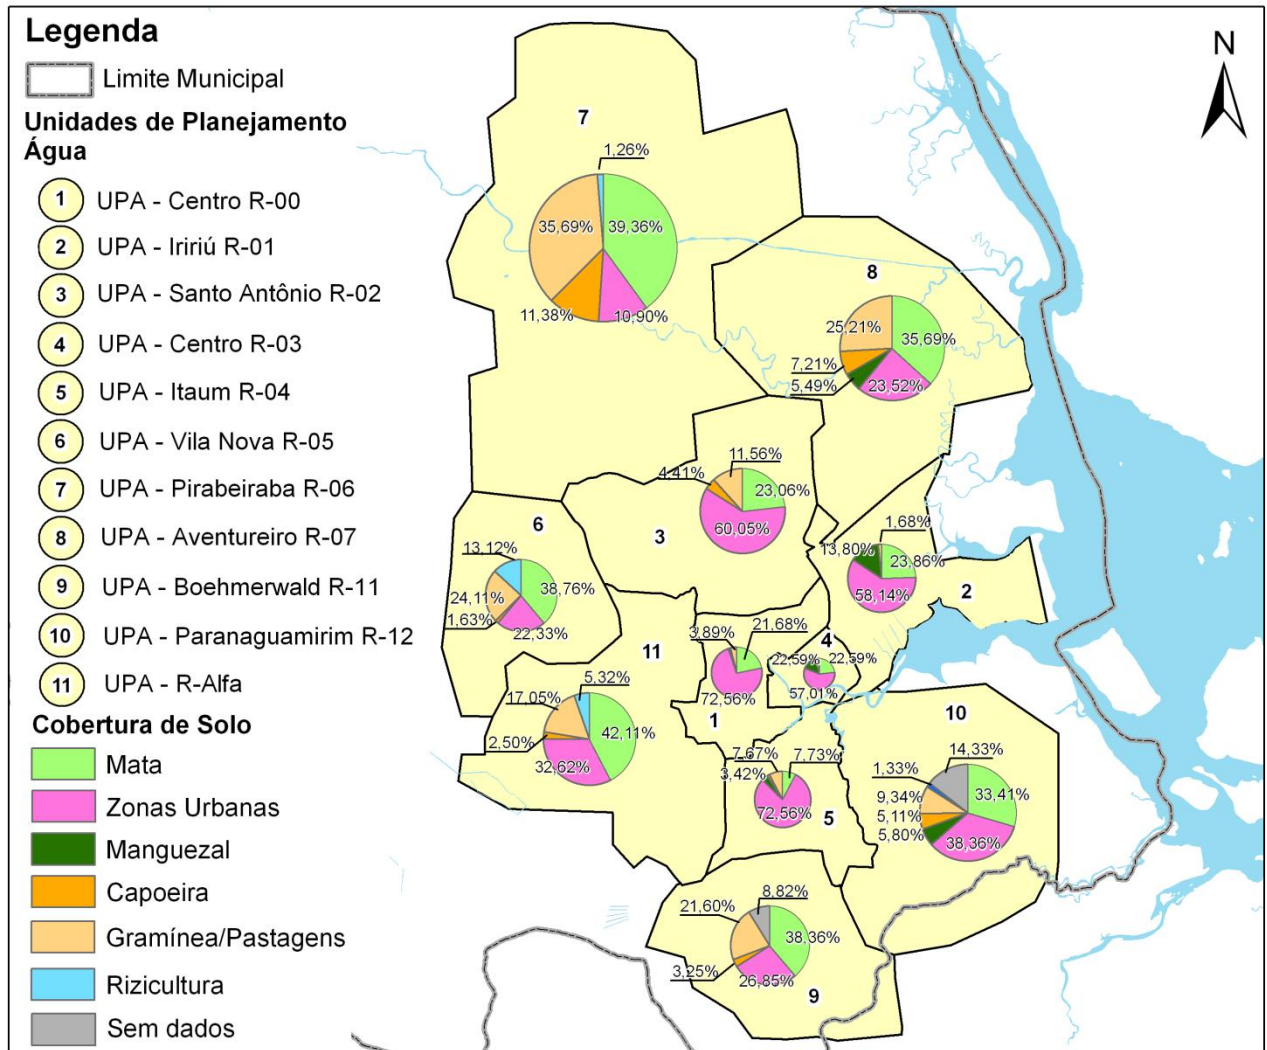 Legenda
Limite Municipal
Unidades de Planejamento
Água
1 UPA - Centro R-00
2 UPA - Iririú R-01
3 UPA - Santo Antônio R-02
4 UPA - Centro R-03
5 UPA - Itaum R-04
6 UPA - Vila Nova R-05
7 UPA - Pirabeiraba R-06
8 UPA - Aventureiro R-07
9 UPA - Boehmerwald R-11
10 UPA - Paranaguamirim R-12
11 UPA - R-Alfa
Cobertura de Solo
Mata
Zonas Urbanas
Manguezal
Capoeira
Gramínea/Pastagens
Rizicultura
Sem dados
N
7
1,26%
35,69%
39,36%
11,38%
10,90%
8
25,21%
35,69%
7,21%
5,49%
23,52%
11,56%
4,41%
23,06%
60,05%
3
6
13,12%
38,76%
24,11%
1,63%
22,33%
1,68%
13,80%
23,86%
58,14%
2
11
5,32%
17,05%
42,11%
2,50%
32,62%
3,89%
21,68%
72,56%
1
4
22,59%
22,59%
57,01%
7,67%
7,73%
3,42%
72,56%
5
10
14,33%
1,33%
33,41%
9,34%
5,11%
5,80%
38,36%
8,82%
21,60%
38,36%
3,25%
26,85%
9